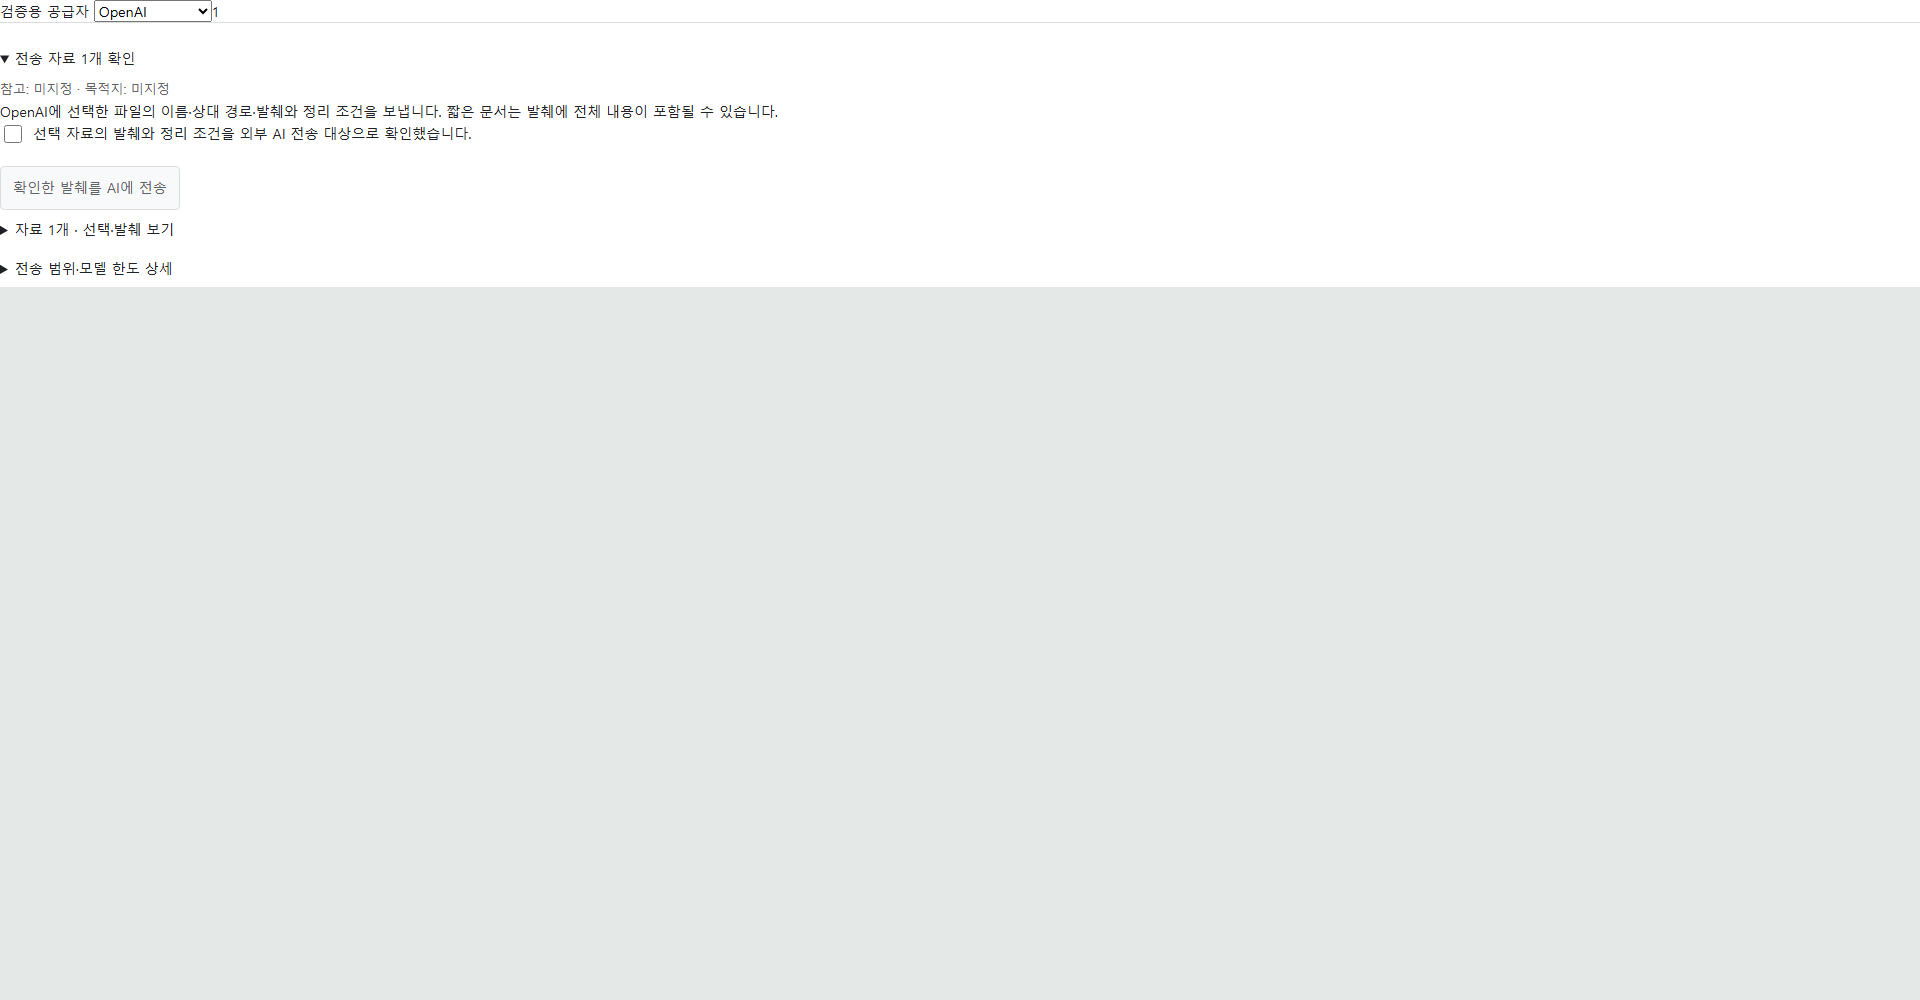 검증용 공급자 OpenAI 1
전송 자료 1개 확인
참고: 미지정 · 목적지: 미지정
OpenAI에 선택한 파일의 이름·상대 경로·발췌와 정리 조건을 보냅니다. 짧은 문서는 발췌에 전체 내용이 포함될 수 있습니다.
선택 자료의 발췌와 정리 조건을 외부 AI 전송 대상으로 확인했습니다.
확인한 발췌를 AI에 전송
자료 1개 · 선택·발췌 보기
전송 범위·모델 한도 상세